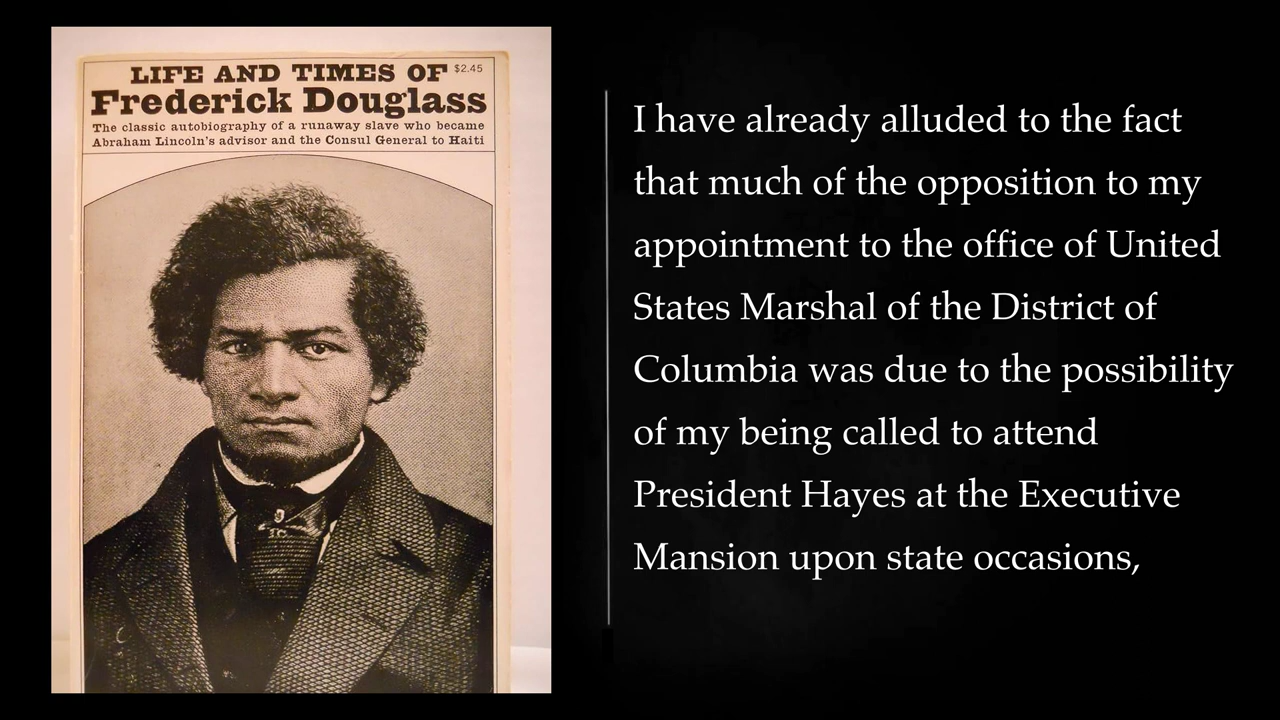 LIFE AND TIMES OF $2.45
Frederick Douglass
The classic autobiography of a runaway slave who became
Abraham Lincoln's advisor and the Consul General to Haiti
I have already alluded to the fact
that much of the opposition to my
appointment to the office of United
States Marshal of the District of
Columbia was due to the possibility
of my being called to attend
President Hayes at the Executive
Mansion upon state occasions,